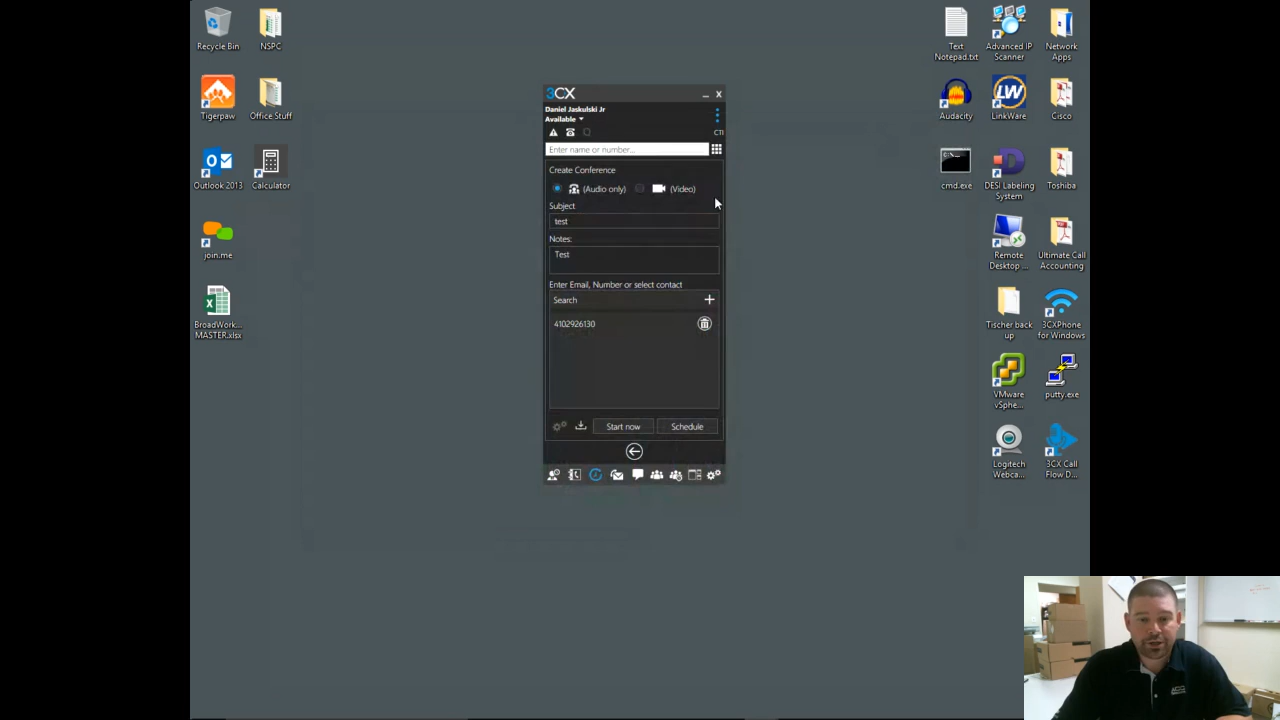 Recycle Bin
NSPC
Tigerpaw
Office Stuff
Outlook 2013
Calculator
join.me
BroadWork...
MASTER.xlsx
3CX
Daniel Jaskulski Jr
Available
CTI
Enter name or number...
Create Conference
(Audio only)
(Video)
Subject
test
Notes:
Test
Enter Email, Number or select contact
Search
4102926130
Start now
Schedule
Text
Notepad.txt
Advanced IP
Scanner
Network
Apps
Audacity
LW
LinkWare
Cisco
cmd.exe
DESI Labeling
System
Toshiba
Remote
Desktop ...
Ultimate Call
Accounting
Tischer back
up
3CXPhone
for Windows
VMware
vSphe...
putty.exe
Logitech
Webca...
3CX Call
Flow D...